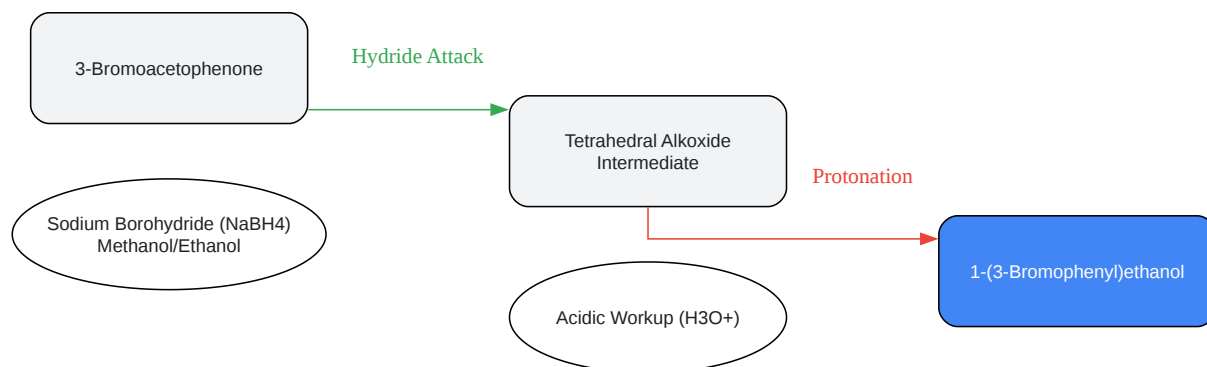 3-Bromoacetophenone
Hydride Attack
Tetrahedral Alkoxide
Intermediate
Protonation
Sodium Borohydride (NaBH4)
Methanol/Ethanol
1-(3-Bromophenyl)ethanol
Acidic Workup (H3O+)